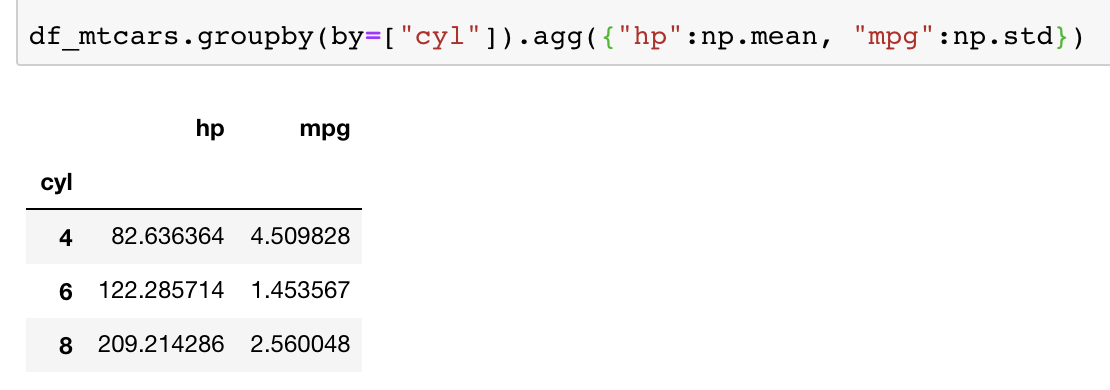 df_mtcars.groupby(by=["cyl"]).agg({"hp":np.mean, "mpg":np.std})
hp mpg
cyl
4 82.636364 4.509828
6 122.285714 1.453567
8 209.214286 2.560048